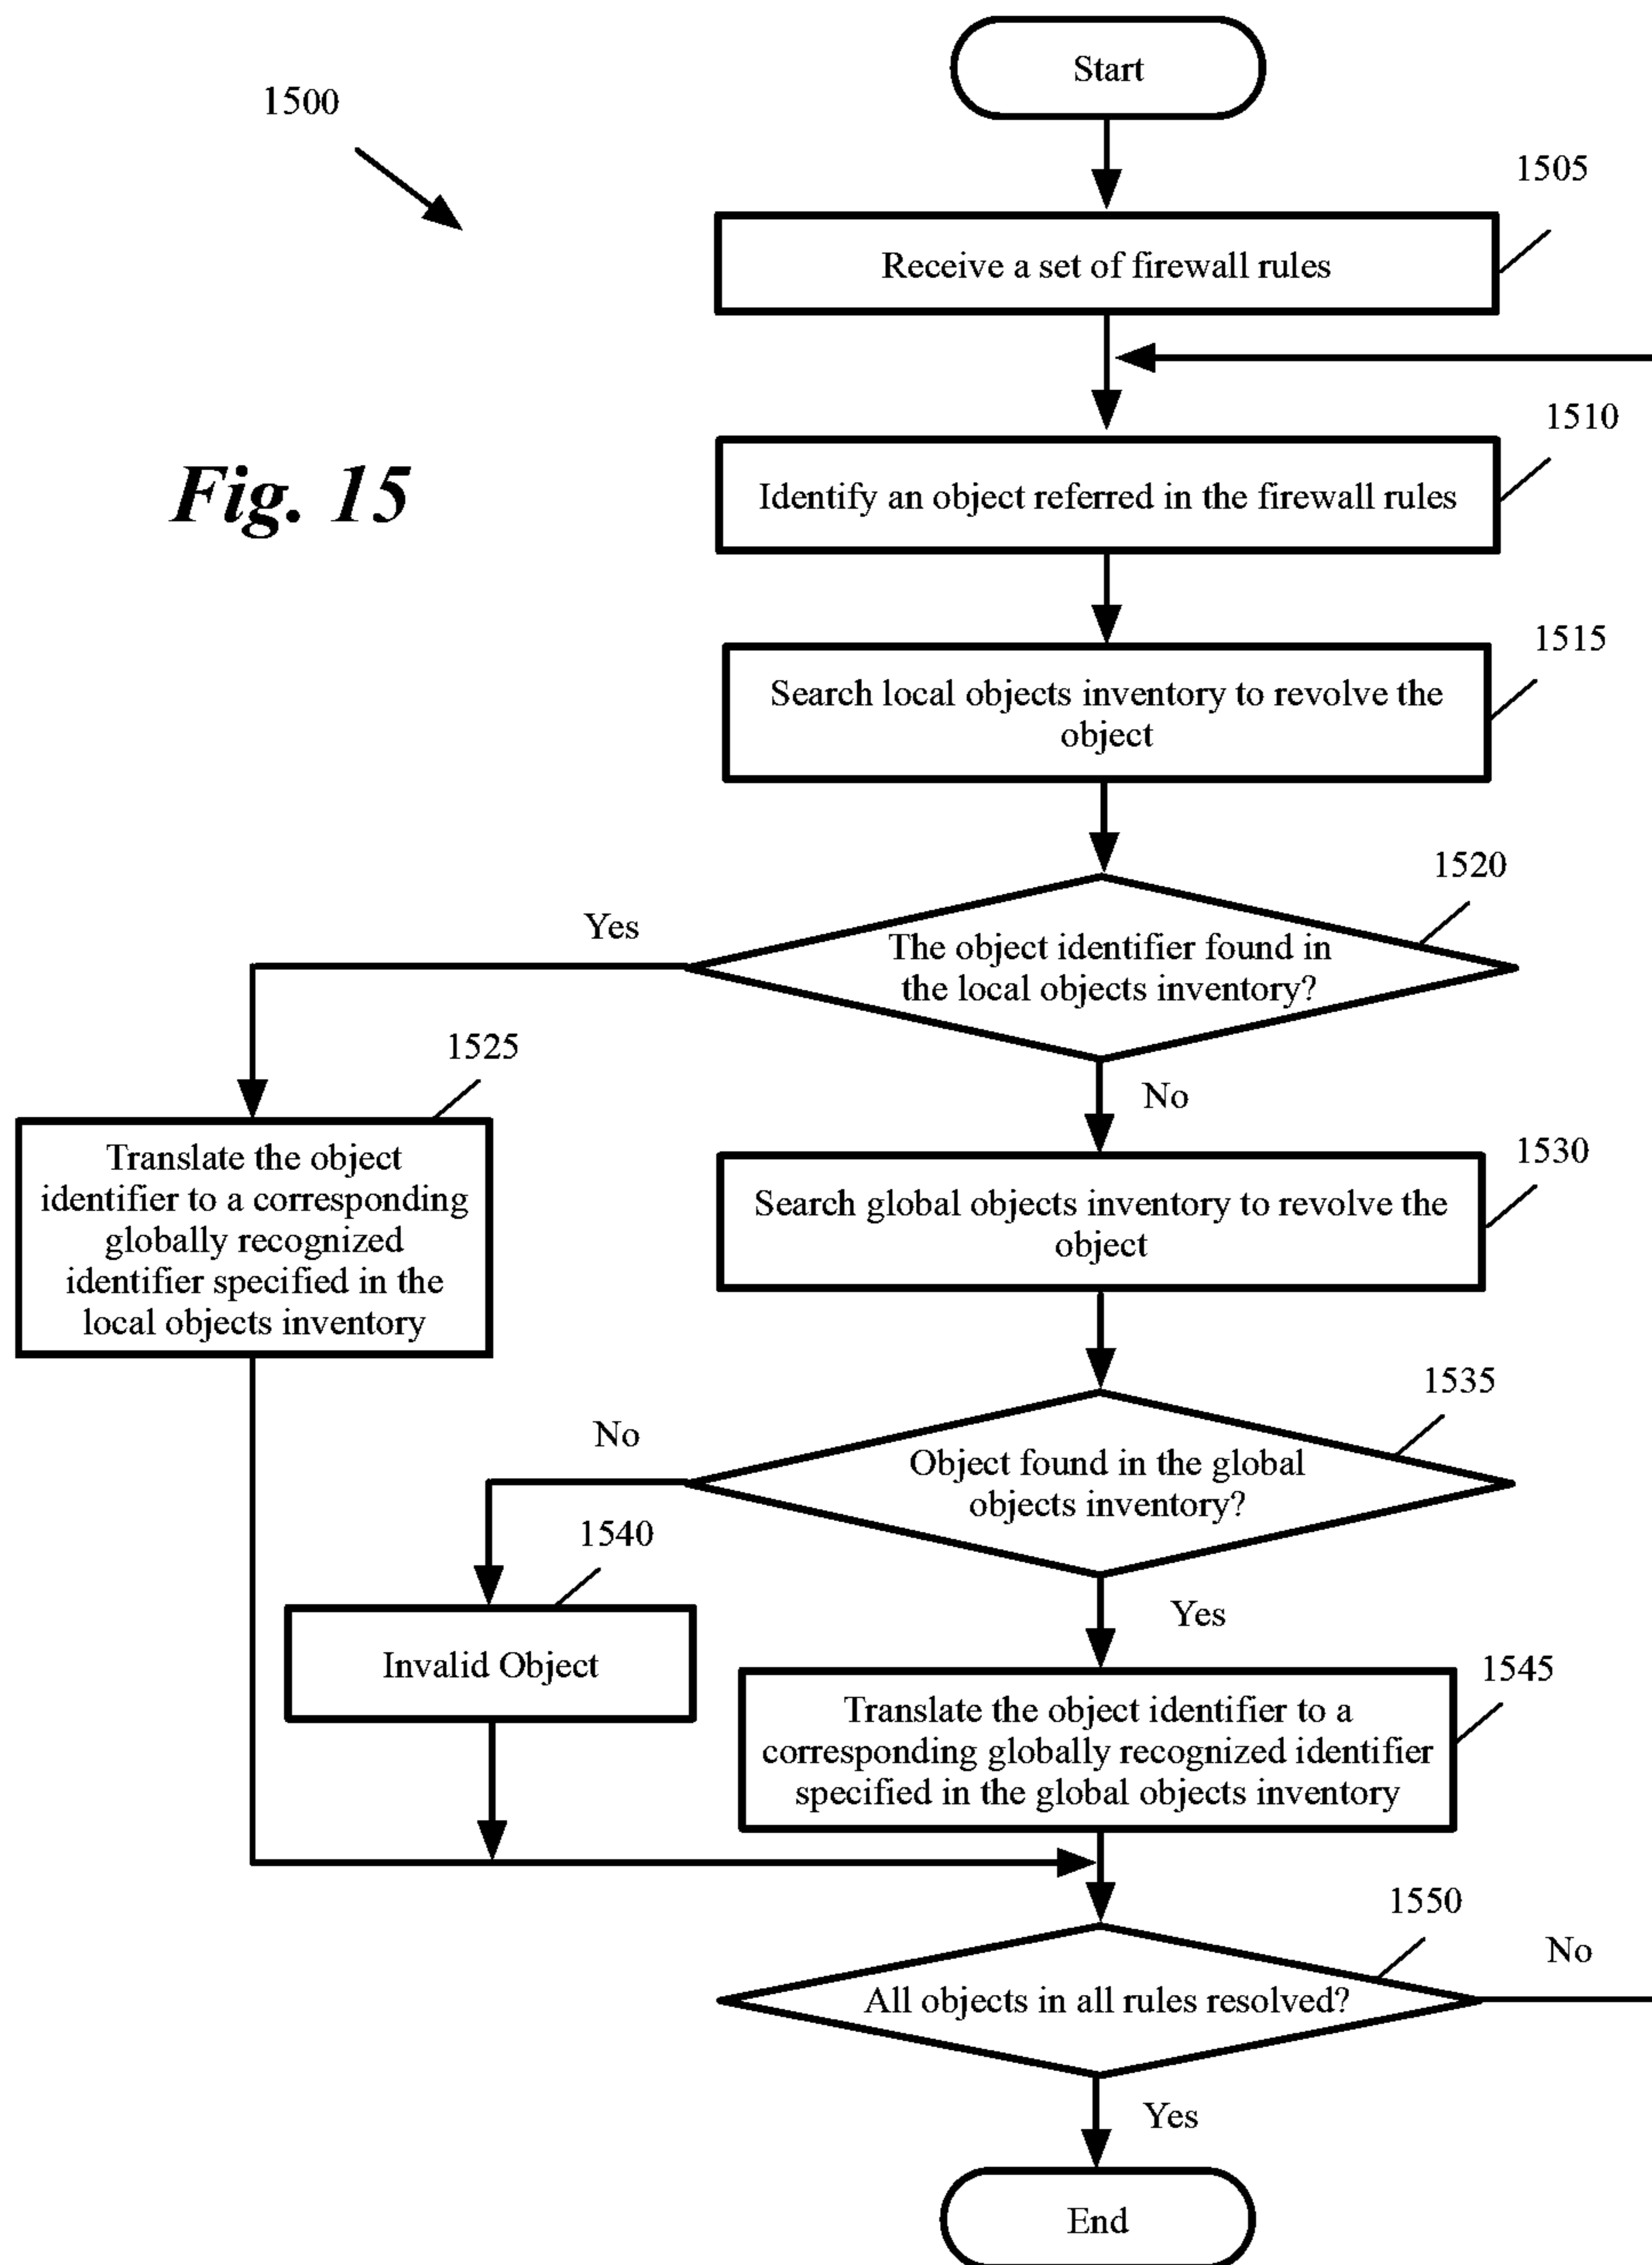 Start
1500
1505
Receive a set of firewall rules
1510
Fig. 15
Identify an object referred in the firewall rules
1515
Search local objects inventory to revolve the
object
1520
Yes
The object identifier found in
the local objects inventory?
1525
No
Translate the object
identifier to a corresponding
globally recognized
identifier specified in the
local objects inventory
1530
Search global objects inventory to revolve the
object
1535
No
Object found in the global
objects inventory?
1540
Yes
Invalid Object
1545
Translate the object identifier to a
corresponding globally recognized identifier
specified in the global objects inventory
1550
No
All objects in all rules resolved?
Yes
End